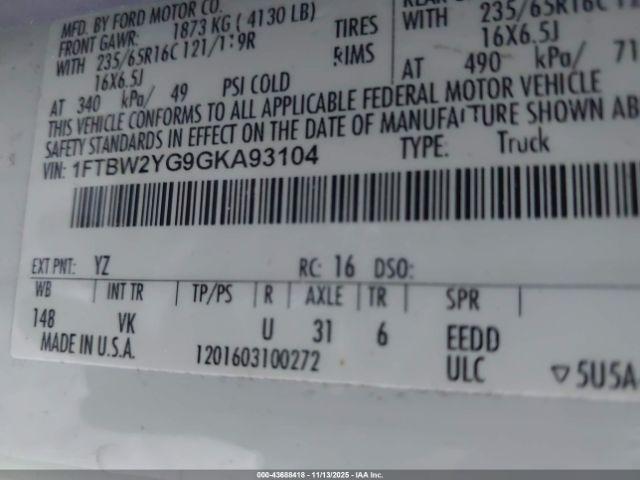 MFD. BY FORD MOTOR CO.
FRONT GAWR: 1873 KG ( 4130 LB)
WITH 235/65R16C 121/119R TIRES
16X6.5J RIMS
AT 340 kPa/ 49 PSI COLD
WITH 235/65R16C
16X6.5J
AT 490 kPa/ 71
THIS VEHICLE CONFORMS TO ALL APPLICABLE FEDERAL MOTOR VEHICLE
SAFETY STANDARDS IN EFFECT ON THE DATE OF MANUFACTURE SHOWN
VIN: 1FTBW2YG9GKA93104 TYPE: Truck
EXT PNT: YZ RC: 16 DSO:
WB INT TR TP/PS R AXLE TR SPR
148 VK U 31 6 EEDD
MADE IN U.S.A. 1201603100272 ULC ▽5U5A-
000-43688418 - 11/13/2025 - IAA Inc.